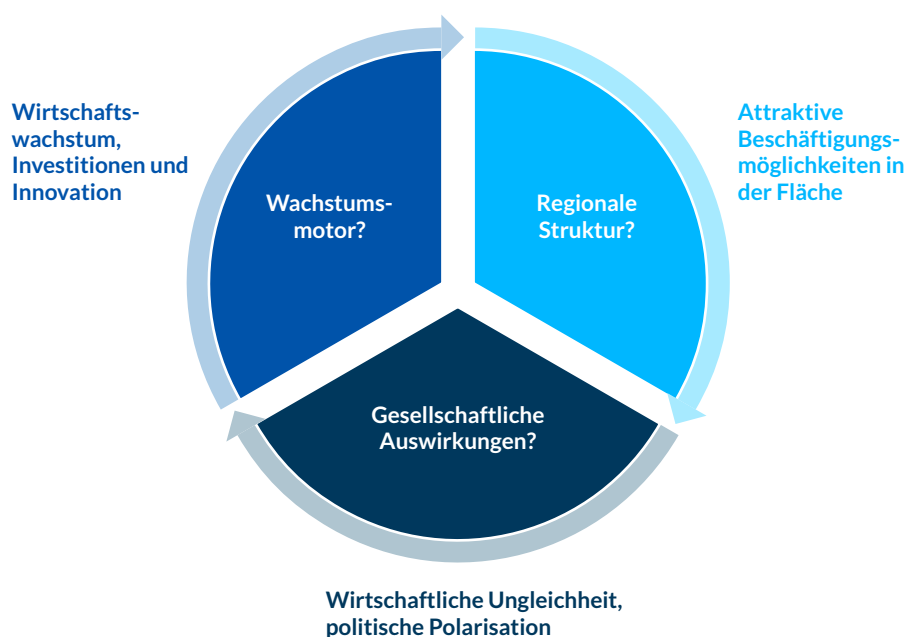 Wirtschafts-
wachstum,
Investitionen und
Innovation
Wachstums-
motor?
Regionale
Struktur?
Attraktive
Beschäftigungs-
möglichkeiten in
der Fläche
Gesellschaftliche
Auswirkungen?
Wirtschaftliche Ungleichheit,
politische Polarisation